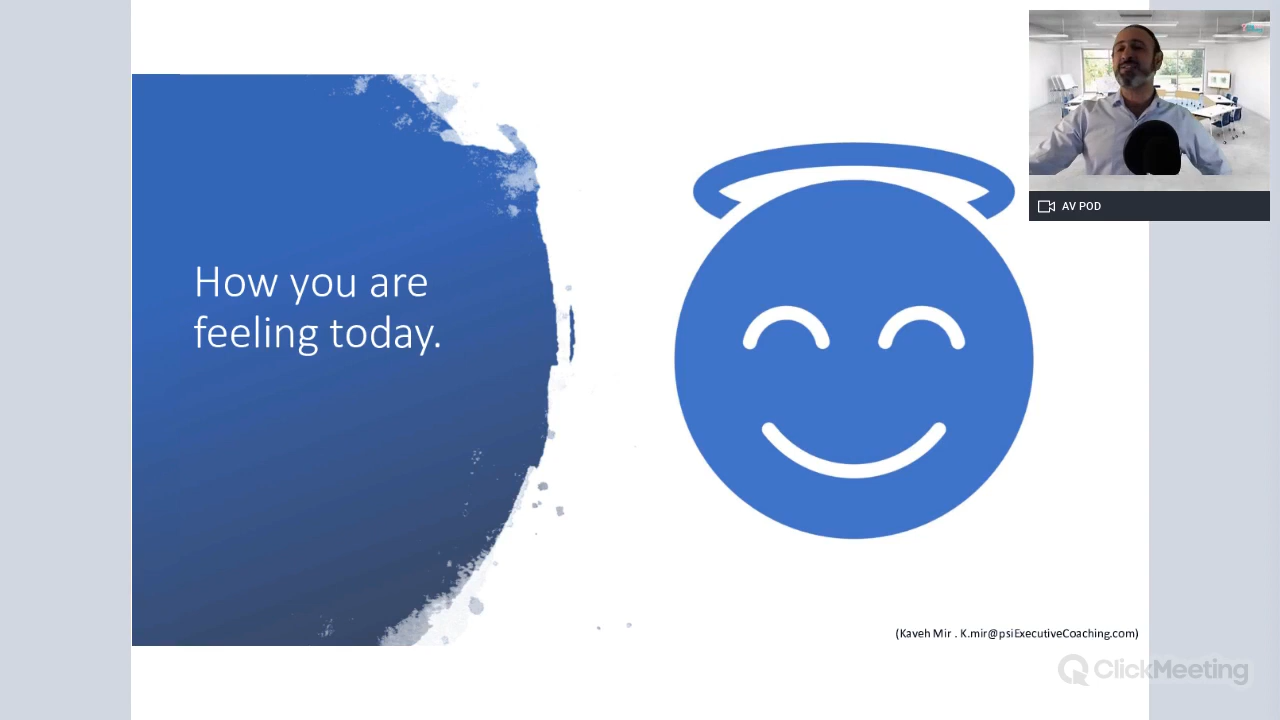 How you are
feeling today.
AV POD
(Kaveh Mir . K.mir@psiExecutiveCoaching.com)
ClickMeeting